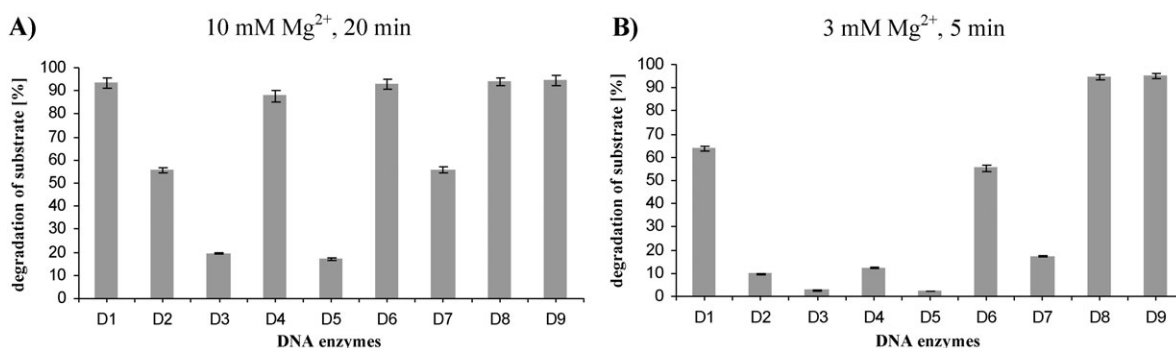 A) 10 mM Mg²⁺, 20 min
degradation of substrate [%]
100
90
80
70
60
50
40
30
20
10
0
D1 D2 D3 D4 D5 D6 D7 D8 D9
DNA enzymes
B) 3 mM Mg²⁺, 5 min
degradation of substrate [%]
100
90
80
70
60
50
40
30
20
10
0
D1 D2 D3 D4 D5 D6 D7 D8 D9
DNA enzymes